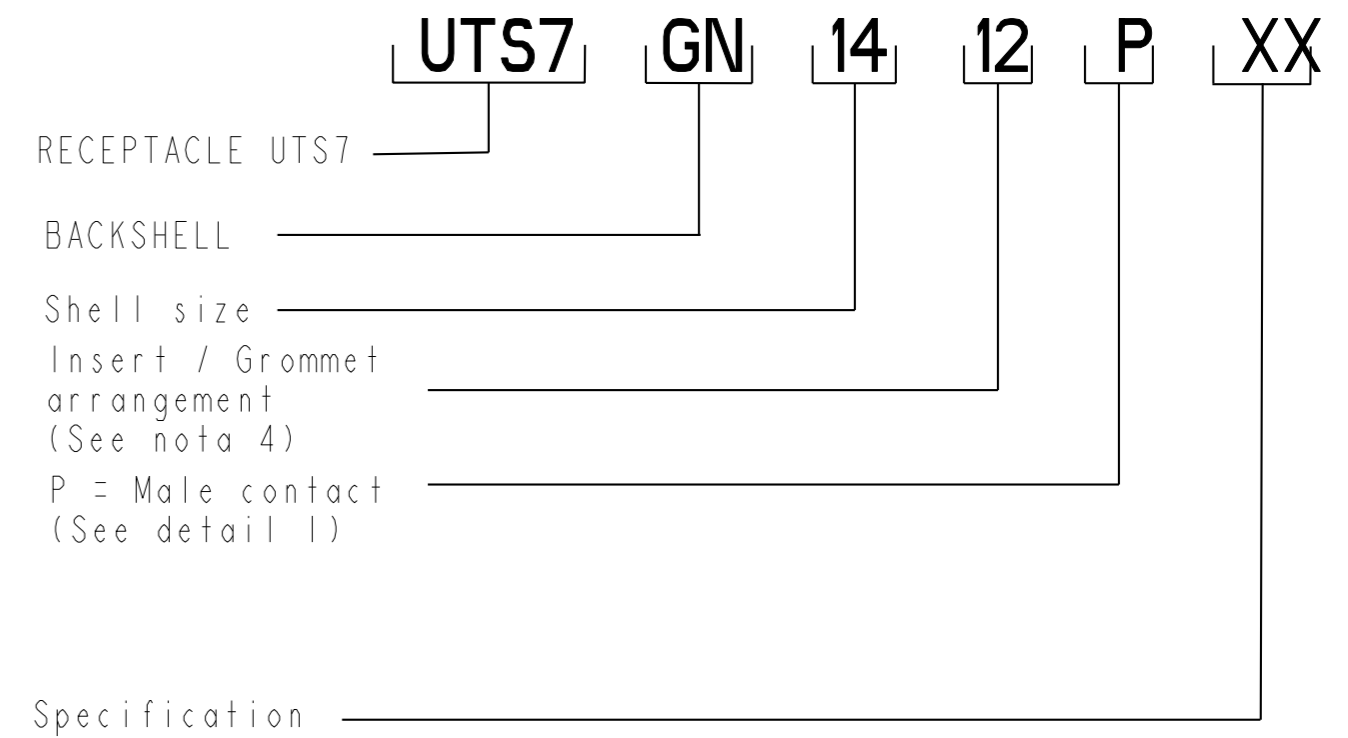 UTS7 GN 14 12 P XX
RECEPTACLE UTS7
BACKSHELL
Shell size
Insert / Grommet
arrangement
(See nota 4)
P = Male contact
(See detail 1)
Specification